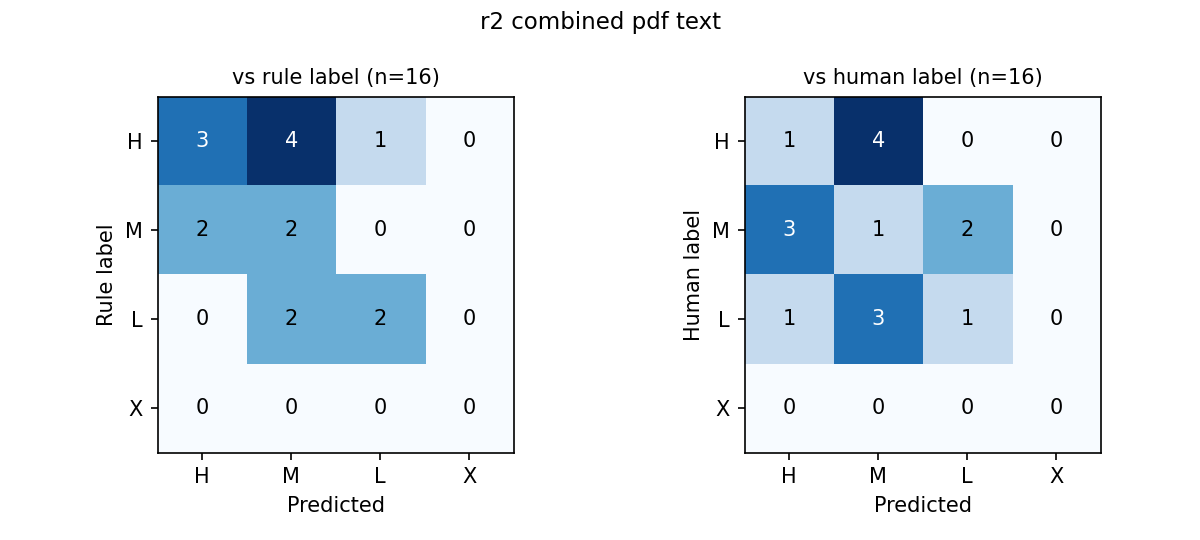 r2 combined pdf text
vs rule label (n=16)
Rule label
H 3 4 1 0
M 2 2 0 0
L 0 2 2 0
X 0 0 0 0
H M L X
Predicted
vs human label (n=16)
Human label
H 1 4 0 0
M 3 1 2 0
L 1 3 1 0
X 0 0 0 0
H M L X
Predicted